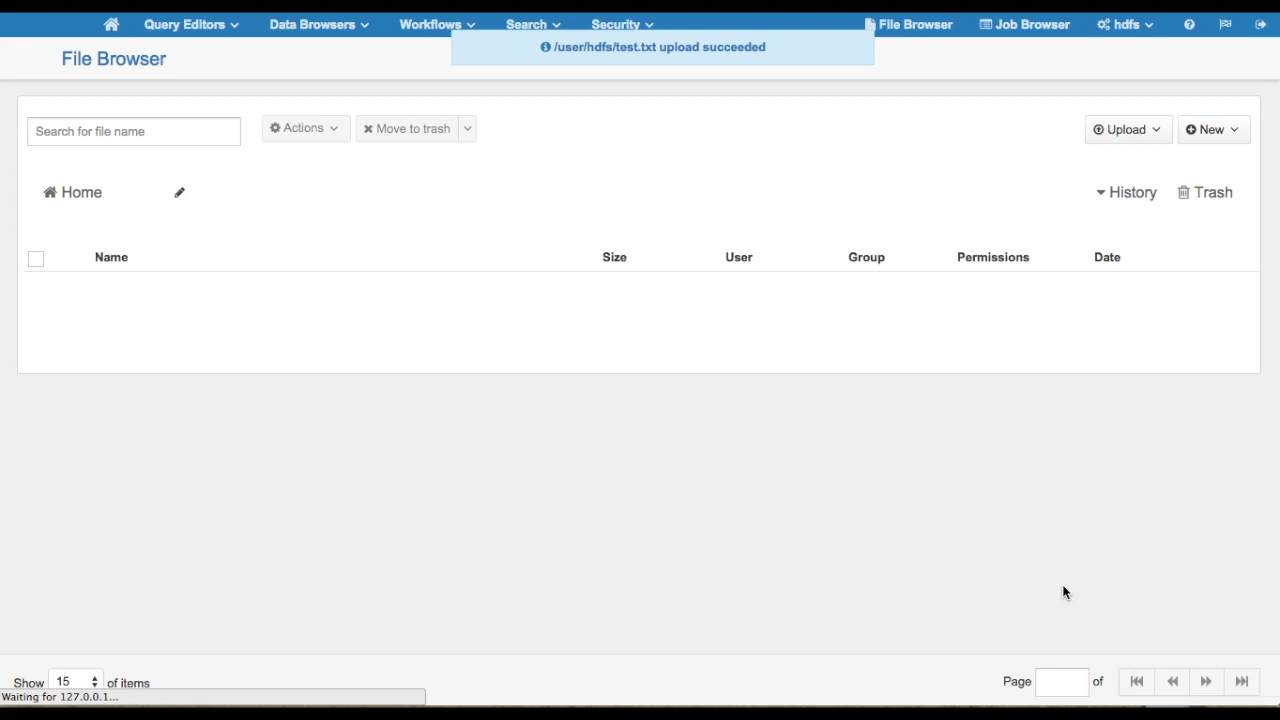 Query Editors Data Browsers Workflows Search Security File Browser Job Browser hdfs
/user/hdfs/test.txt upload succeeded
File Browser
Search for file name Actions Move to trash Upload New
Home History Trash
Name Size User Group Permissions Date
Show 15 of items Page of
Waiting for 127.0.0.1...